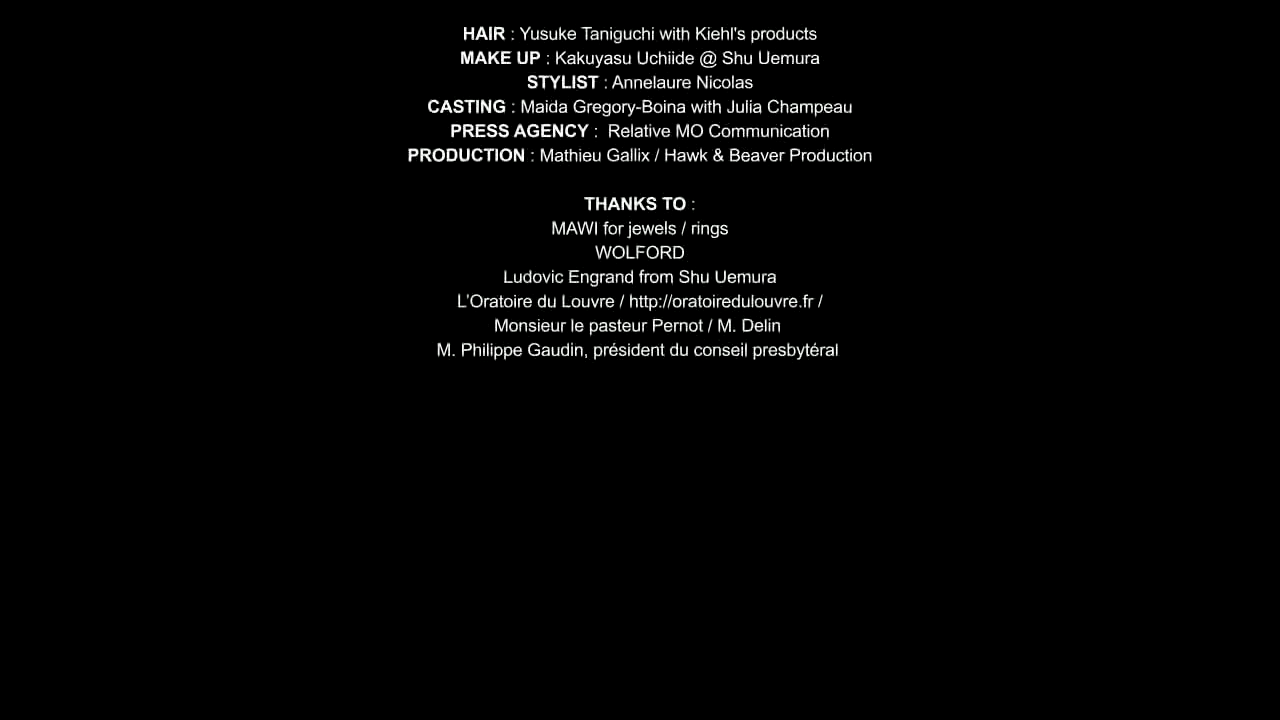 HAIR : Yusuke Taniguchi with Kiehl's products
MAKE UP : Kakuyasu Uchiide @ Shu Uemura
STYLIST : Annelaure Nicolas
CASTING : Maida Gregory-Boina with Julia Champeau
PRESS AGENCY :  Relative MO Communication
PRODUCTION : Mathieu Gallix / Hawk & Beaver Production
THANKS TO :
MAWI for jewels / rings
WOLFORD
Ludovic Engrand from Shu Uemura
L'Oratoire du Louvre / http://oratoiredulouvre.fr /
Monsieur le pasteur Pernot / M. Delin
M. Philippe Gaudin, président du conseil presbytéral